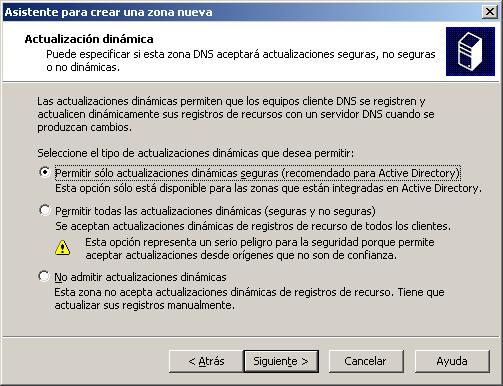 Asistente para crear una zona nueva
Actualización dinámica
Puede especificar si esta zona DNS aceptará actualizaciones seguras, no seguras
o no dinámicas.
Las actualizaciones dinámicas permiten que los equipos cliente DNS se registren y
actualicen dinámicamente sus registros de recursos con un servidor DNS cuando se
produzcan cambios.
Seleccione el tipo de actualizaciones dinámicas que desea permitir:
Permitir sólo actualizaciones dinámicas seguras (recomendado para Active Directory)
Esta opción sólo está disponible para las zonas que están integradas en Active Directory.
Permitir todas las actualizaciones dinámicas (seguras y no seguras)
Se aceptan actualizaciones dinámicas de registros de recurso de todos los clientes.
Esta opción representa un serio peligro para la seguridad porque permite
aceptar actualizaciones desde orígenes que no son de confianza.
No admitir actualizaciones dinámicas
Esta zona no acepta actualizaciones dinámicas de registros de recurso. Tiene que
actualizar sus registros manualmente.
< Atrás
Siguiente >
Cancelar
Ayuda